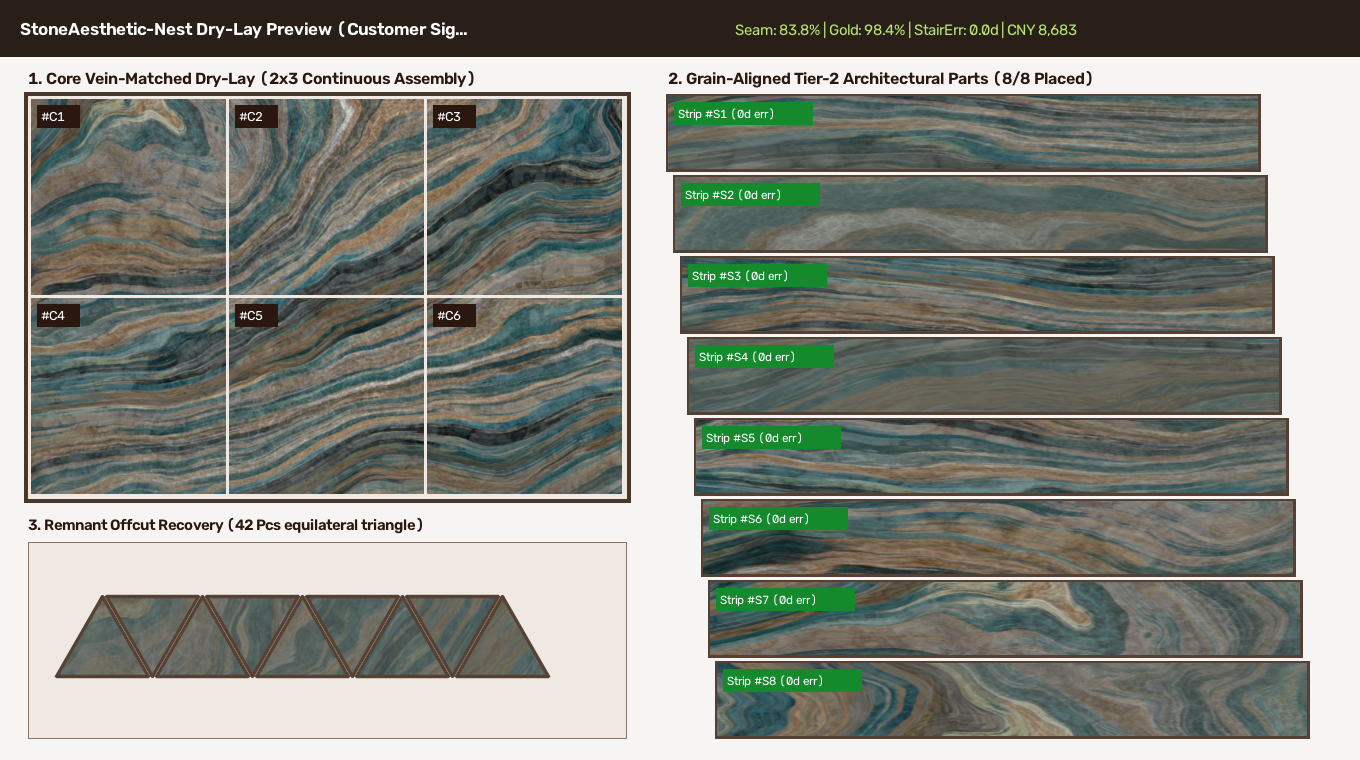 StoneAesthetic-Nest Dry-Lay Preview (Customer Sig...
Seam: 83.8% | Gold: 98.4% | StairErr: 0.0d | CNY 8,683
1. Core Vein-Matched Dry-Lay (2x3 Continuous Assembly)
#C1
#C2
#C3
#C4
#C5
#C6
2. Grain-Aligned Tier-2 Architectural Parts (8/8 Placed)
Strip #S1 (0d err)
Strip #S2 (0d err)
Strip #S3 (0d err)
Strip #S4 (0d err)
Strip #S5 (0d err)
Strip #S6 (0d err)
Strip #S7 (0d err)
Strip #S8 (0d err)
3. Remnant Offcut Recovery (42 Pcs equilateral triangle)